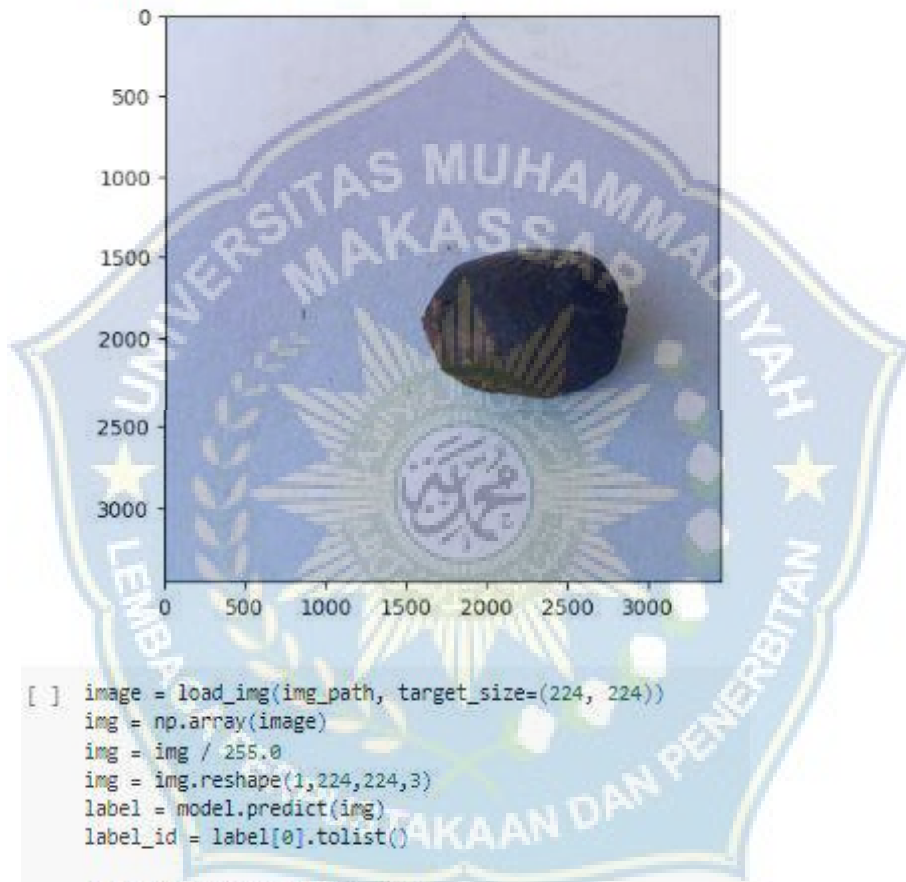 0
500
1000
1500
2000
2500
3000
0 500 1000 1500 2000 2500 3000
UNIVERSITAS MUHAMMADIYAH
MAKASSAR
[ ] image = load_img(img_path, target_size=(224, 224))
img = np.array(image)
img = img / 255.0
img = img.reshape(1,224,224,3)
label = model.predict(img)
label_id = label[0].tolist()
DAN PENERBITAN